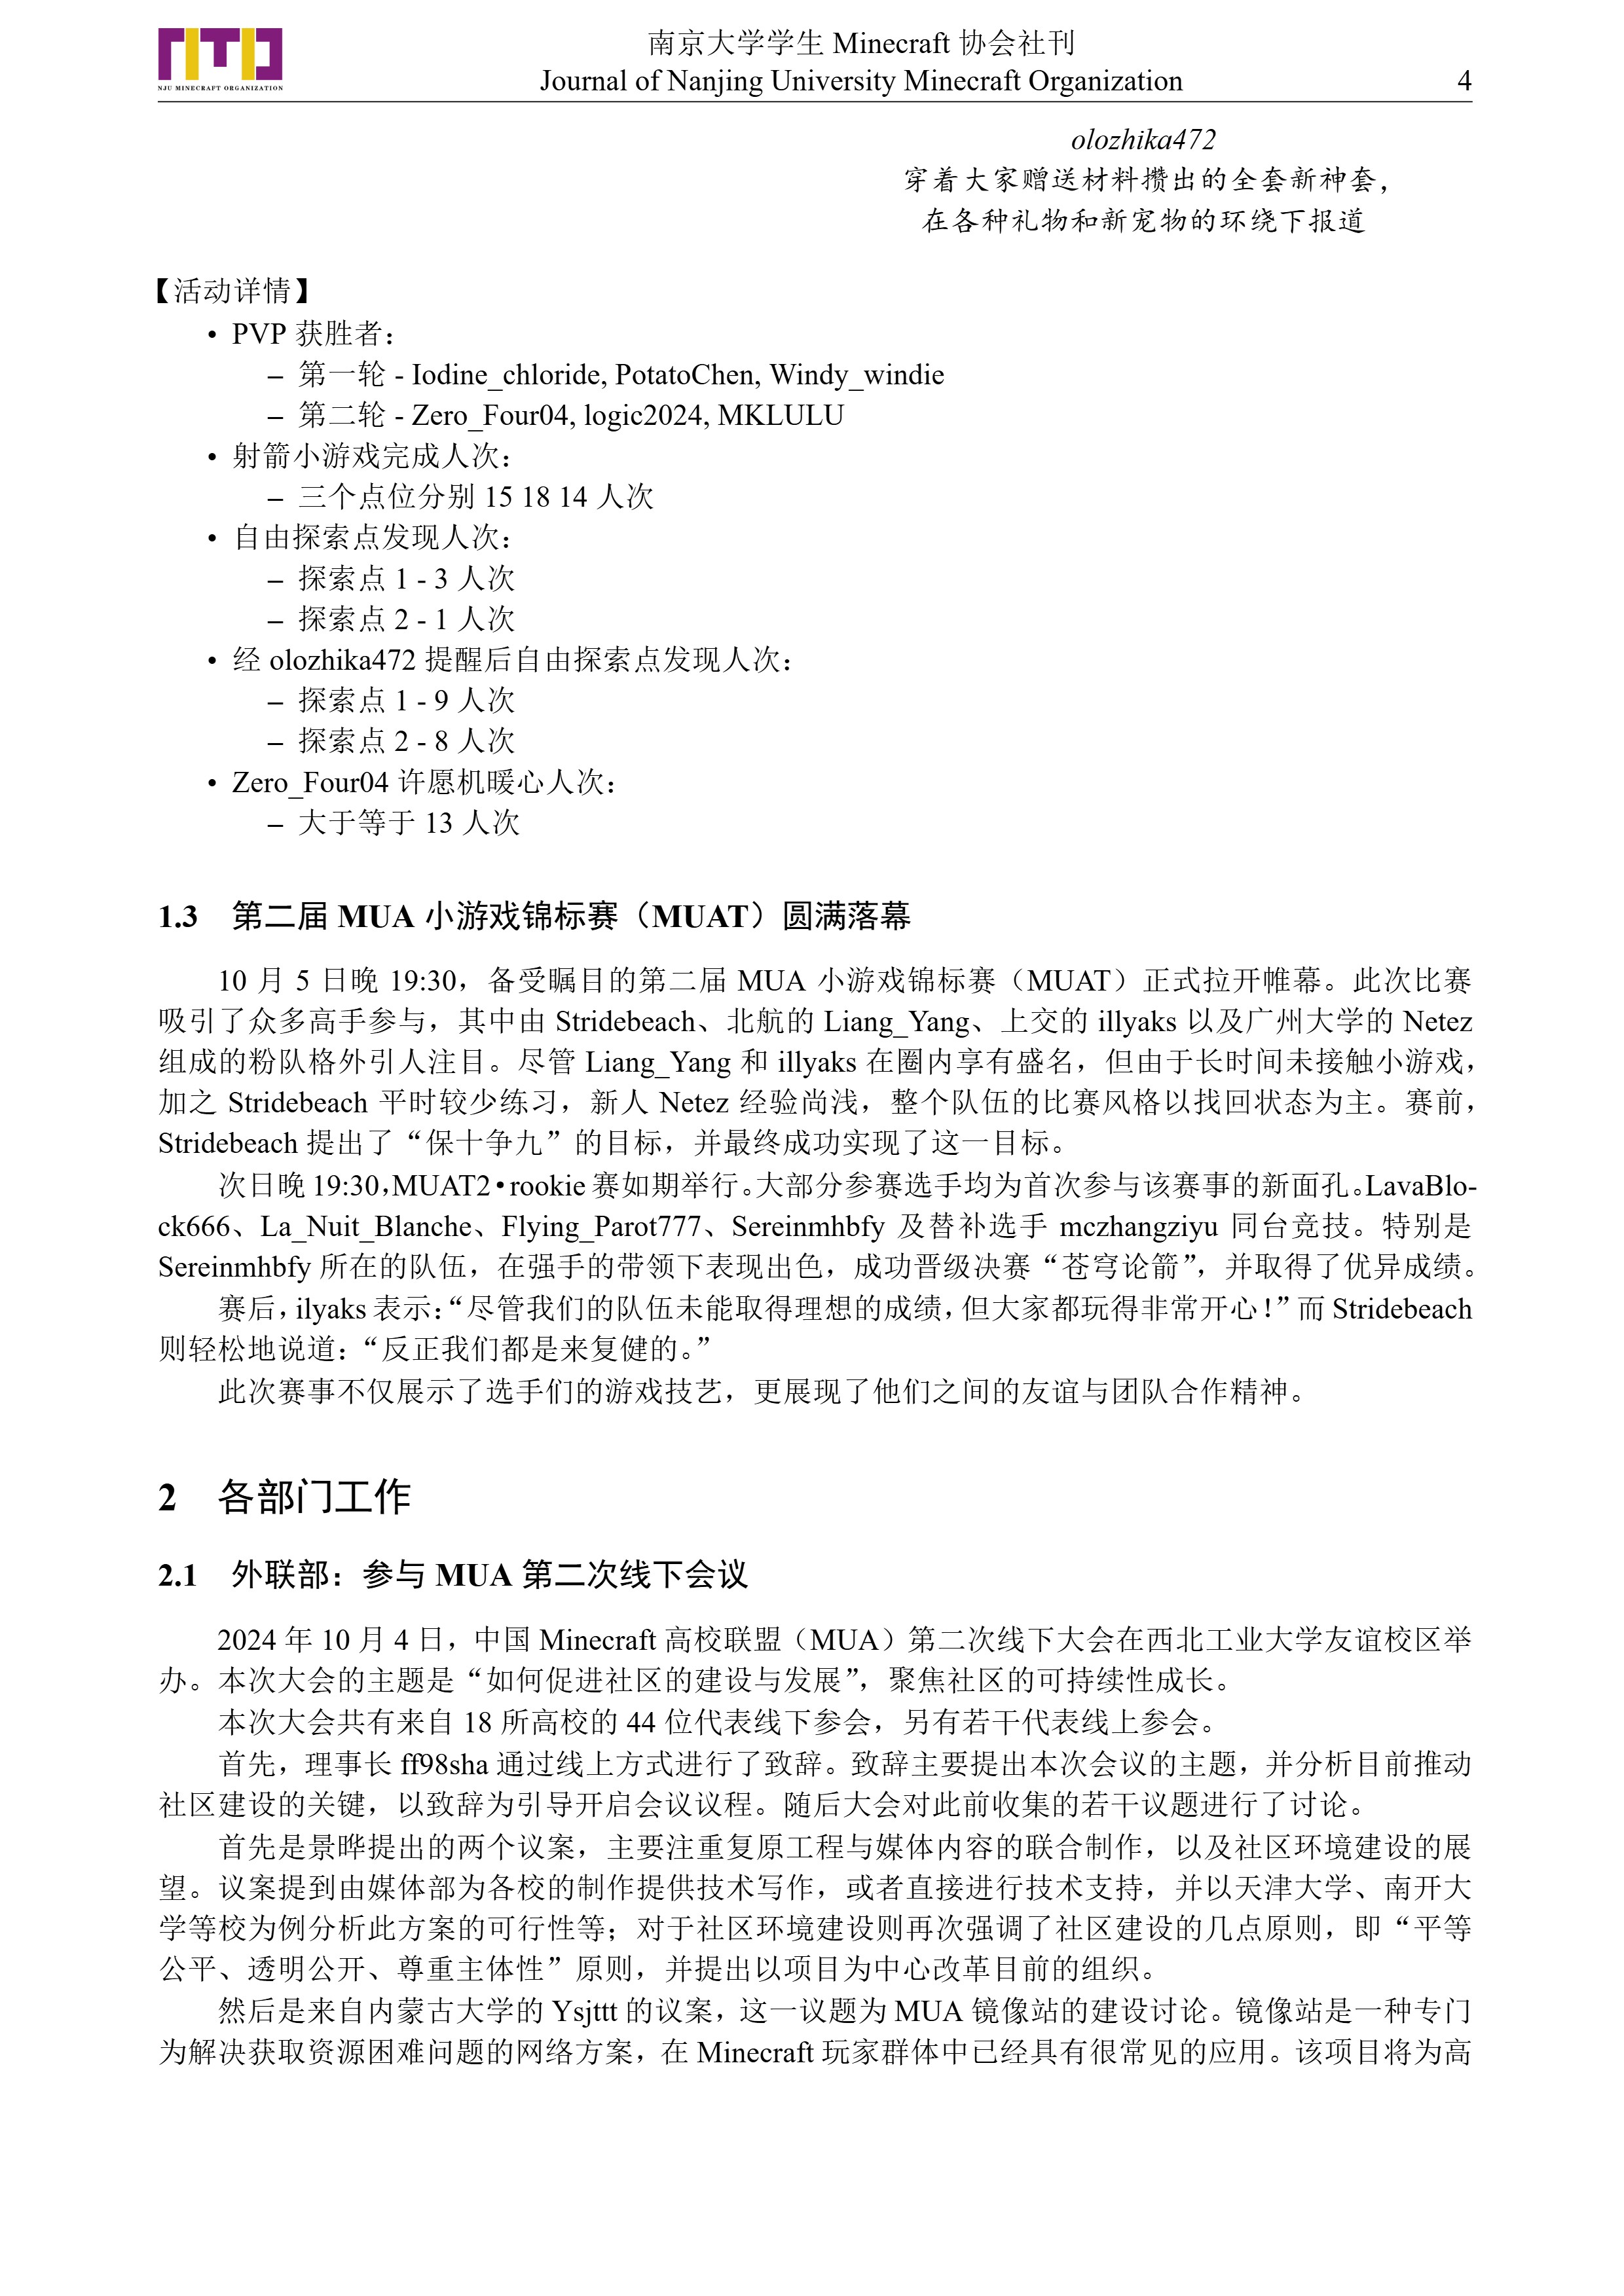 NJU MINECRAFT ORGANIZATION
南京大学学生 Minecraft 协会社刊
Journal of Nanjing University Minecraft Organization
4
olozhika472
穿着大家赠送材料攒出的全套新神套，
在各种礼物和新宠物的环绕下报道
【活动详情】
• PVP 获胜者：
– 第一轮 - Iodine_chloride, PotatoChen, Windy_windie
– 第二轮 - Zero_Four04, logic2024, MKLULU
• 射箭小游戏完成人次：
– 三个点位分别 15 18 14 人次
• 自由探索点发现人次：
– 探索点 1 - 3 人次
– 探索点 2 - 1 人次
• 经 olozhika472 提醒后自由探索点发现人次：
– 探索点 1 - 9 人次
– 探索点 2 - 8 人次
• Zero_Four04 许愿机暖心人次：
– 大于等于 13 人次
1.3 第二届 MUA 小游戏锦标赛（MUAT）圆满落幕
10 月 5 日晚 19:30，备受瞩目的第二届 MUA 小游戏锦标赛（MUAT）正式拉开帷幕。此次比赛
吸引了众多高手参与，其中由 Stridebeach、北航的 Liang_Yang、上交的 illyaks 以及广州大学的 Netez
组成的粉队格外引人注目。尽管 Liang_Yang 和 illyaks 在圈内享有盛名，但由于长时间未接触小游戏，
加之 Stridebeach 平时较少练习，新人 Netez 经验尚浅，整个队伍的比赛风格以找回状态为主。赛前，
Stridebeach 提出了“保十争九”的目标，并最终成功实现了这一目标。
次日晚 19:30，MUAT2•rookie 赛如期举行。大部分参赛选手均为首次参与该赛事的新面孔。LavaBlo-
ck666、La_Nuit_Blanche、Flying_Parot777、Sereinmhbfy 及替补选手 mczhangziyu 同台竞技。特别是
Sereinmhbfy 所在的队伍，在强手的带领下表现出色，成功晋级决赛“苍穹论箭”，并取得了优异成绩。
赛后，ilyaks 表示：“尽管我们的队伍未能取得理想的成绩，但大家都玩得非常开心！”而 Stridebeach
则轻松地说道：“反正我们都是来复健的。”
此次赛事不仅展示了选手们的游戏技艺，更展现了他们之间的友谊与团队合作精神。
2 各部门工作
2.1 外联部：参与 MUA 第二次线下会议
2024 年 10 月 4 日，中国 Minecraft 高校联盟（MUA）第二次线下大会在西北工业大学友谊校区举
办。本次大会的主题是“如何促进社区的建设与发展”，聚焦社区的可持续性成长。
本次大会共有来自 18 所高校的 44 位代表线下参会，另有若干代表线上参会。
首先，理事长 ff98sha 通过线上方式进行了致辞。致辞主要提出本次会议的主题，并分析目前推动
社区建设的关键，以致辞为引导开启会议议程。随后大会对此前收集的若干议题进行了讨论。
首先是景晔提出的两个议案，主要注重复原工程与媒体内容的联合制作，以及社区环境建设的展
望。议案提到由媒体部为各校的制作提供技术写作，或者直接进行技术支持，并以天津大学、南开大
学等校为例分析此方案的可行性等；对于社区环境建设则再次强调了社区建设的几点原则，即“平等
公平、透明公开、尊重主体性”原则，并提出以项目为中心改革目前的组织。
然后是来自内蒙古大学的 Ysjttt 的议案，这一议题为 MUA 镜像站的建设讨论。镜像站是一种专门
为解决获取资源困难问题的网络方案，在 Minecraft 玩家群体中已经具有很常见的应用。该项目将为高